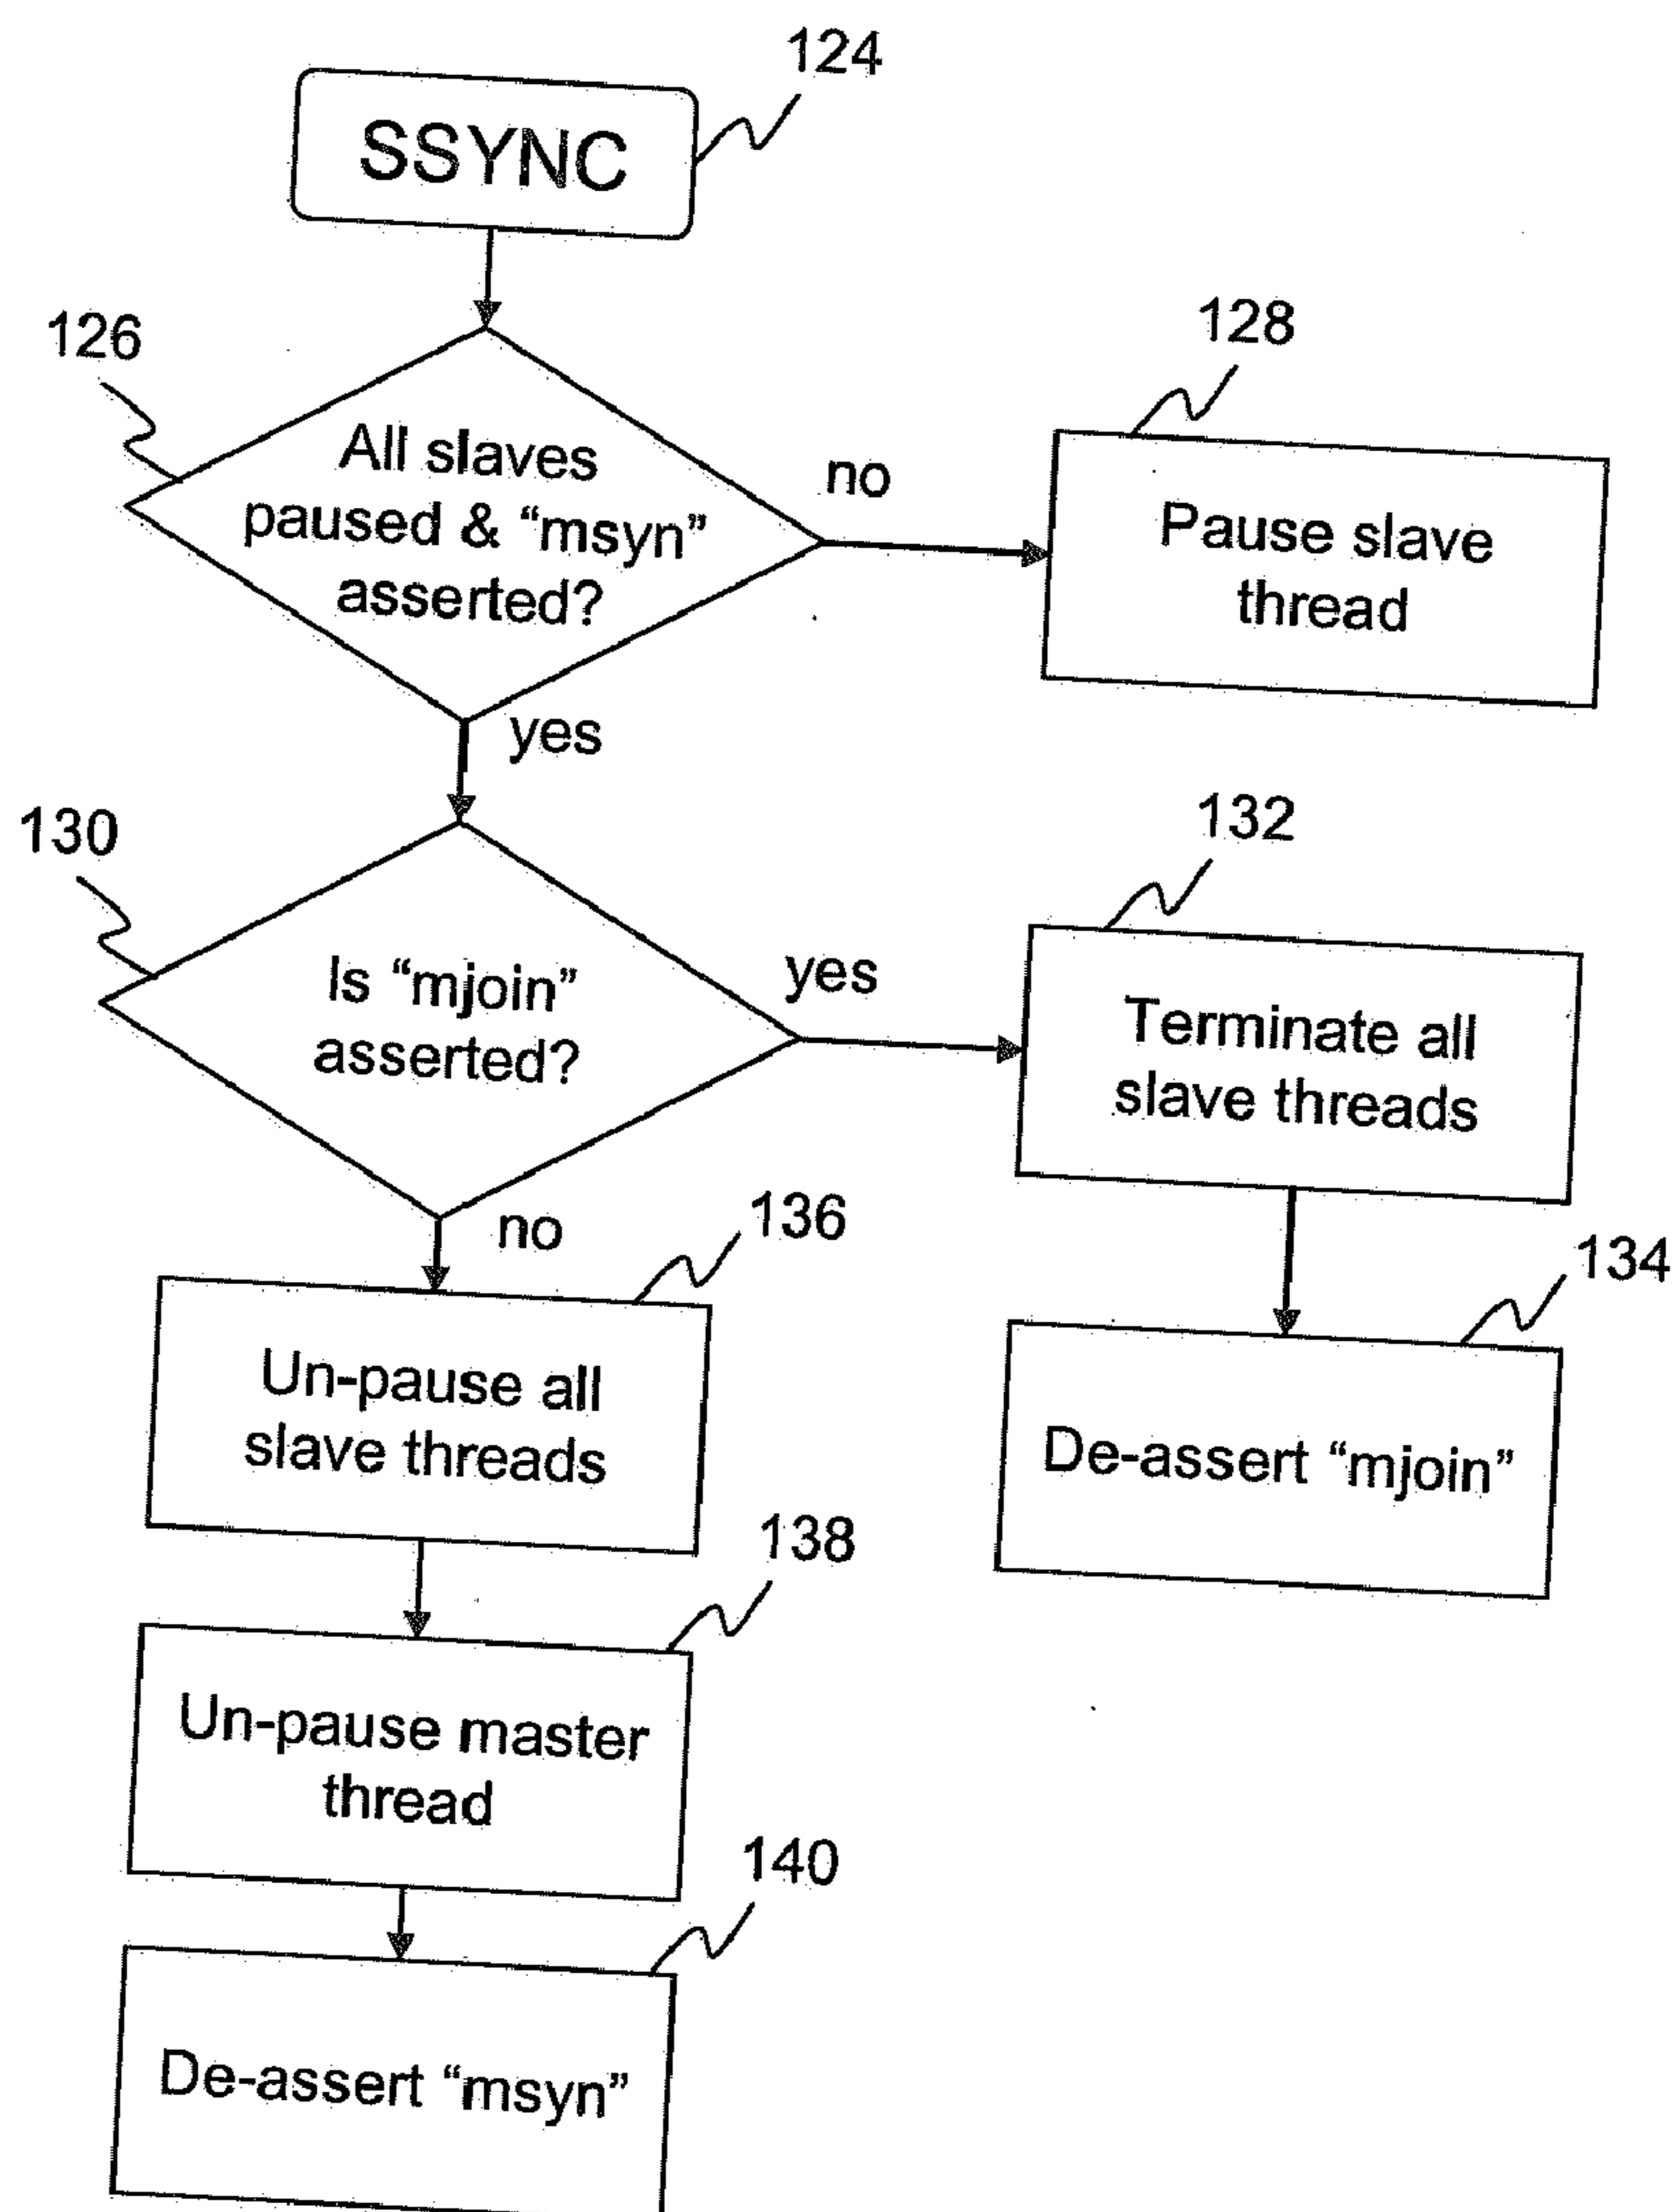 124
SSYNC
126
All slaves
paused & “msyn”
asserted?
no
128
Pause slave
thread
yes
130
Is “mjoin”
asserted?
yes
132
Terminate all
slave threads
no
134
De-assert “mjoin”
136
Un-pause all
slave threads
138
Un-pause master
thread
140
De-assert “msyn”